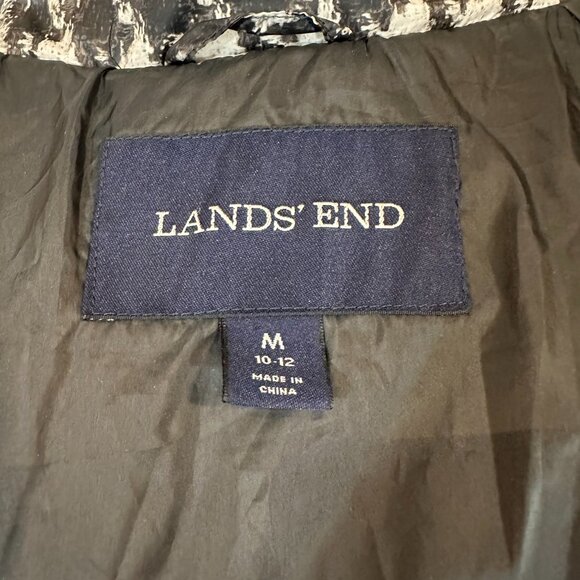 LANDS' END
M
10-12
MADE IN
CHINA